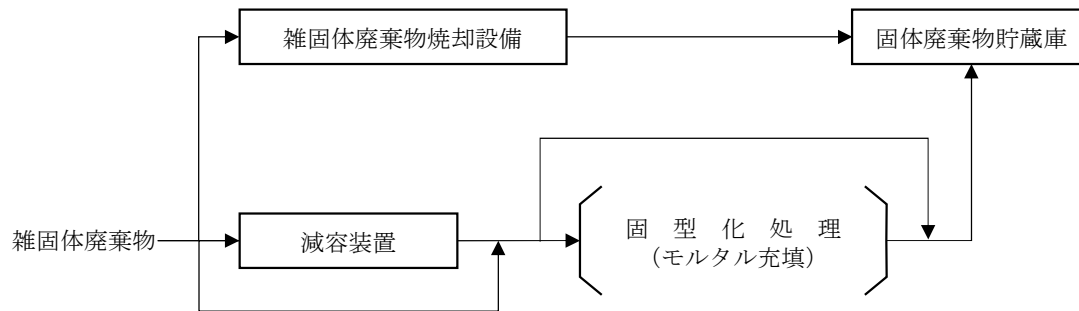 雑固体廃棄物焼却設備
固体廃棄物貯蔵庫
雑固体廃棄物
減容装置
固型化処理
（モルタル充填）